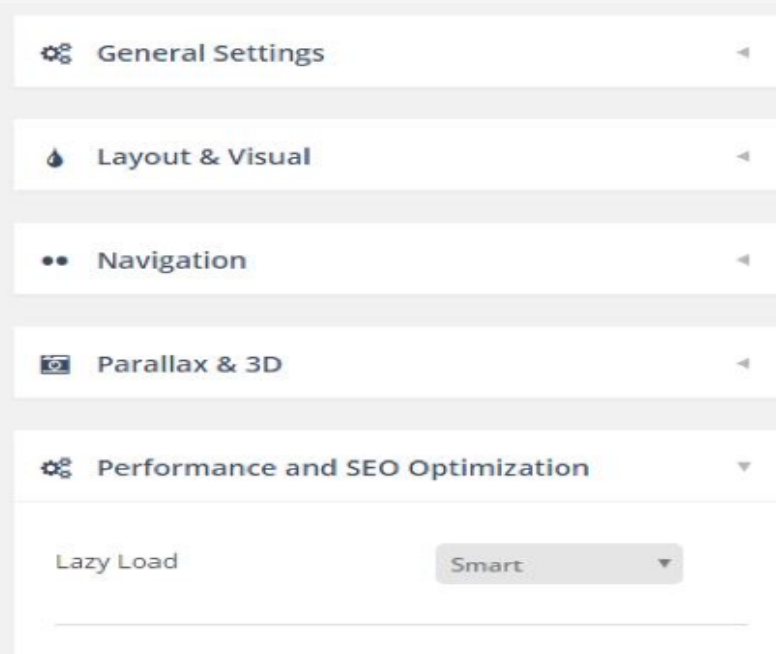 General Settings
Layout & Visual
Navigation
Parallax & 3D
Performance and SEO Optimization
Lazy Load Smart